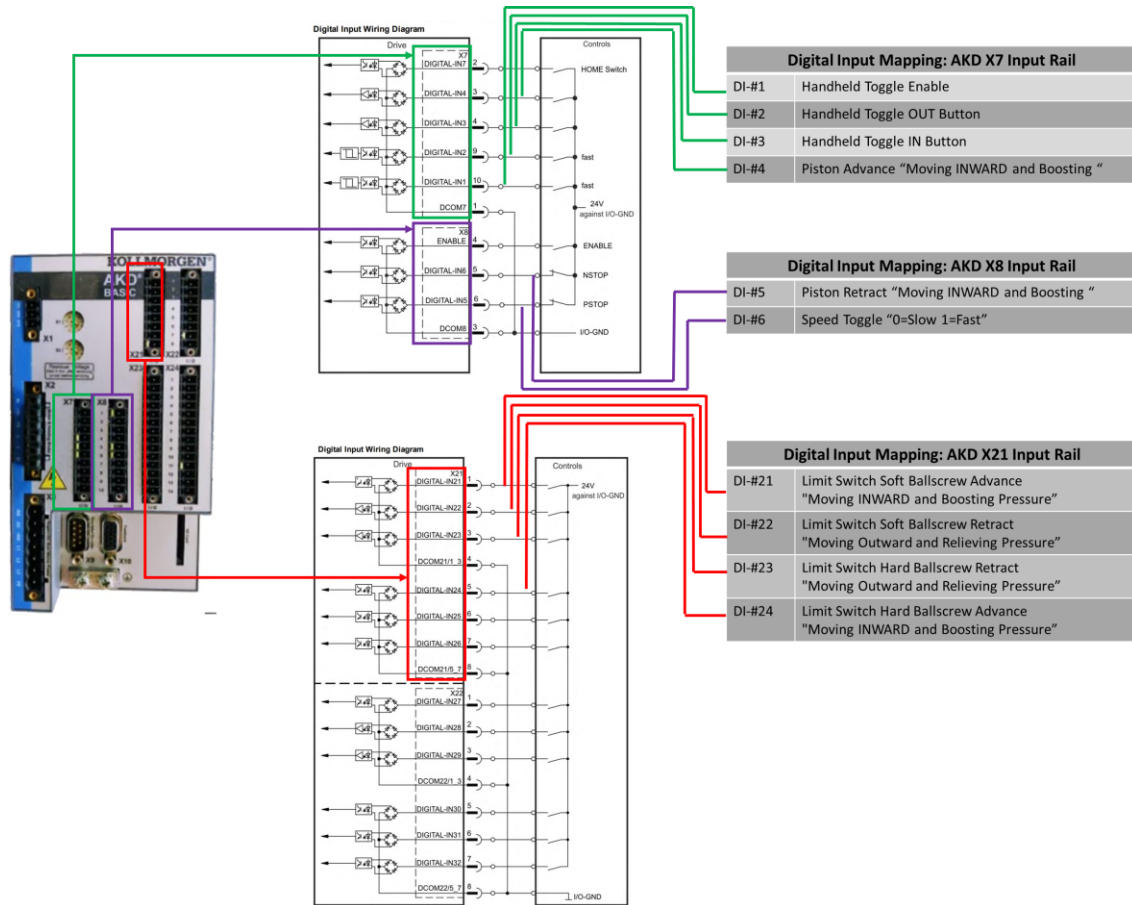 Digital Input Wiring Diagram
Drive
Controls
X7
DIGITAL-IN7 2
HOME Switch
DIGITAL-IN4 3
DIGITAL-IN3 4
DIGITAL-IN2 9
fast
DIGITAL-IN1 10
fast
DCOM7 1
24V
against I/O-GND
X8
ENABLE 4
ENABLE
DIGITAL-IN6 5
NSTOP
DIGITAL-IN5 6
PSTOP
DCOM8 3
I/O-GND
Digital Input Mapping: AKD X7 Input Rail
DI-#1 Handheld Toggle Enable
DI-#2 Handheld Toggle OUT Button
DI-#3 Handheld Toggle IN Button
DI-#4 Piston Advance “Moving INWARD and Boosting “
Digital Input Mapping: AKD X8 Input Rail
DI-#5 Piston Retract “Moving INWARD and Boosting “
DI-#6 Speed Toggle “0=Slow 1=Fast”
KOLLMORGEN®
AKD®
BASIC
X1
X21
X22
X2
X23
X24
X7
X8
X9
X10
Digital Input Wiring Diagram
Drive
Controls
X21
DIGITAL-IN21 1
24V
against I/O-GND
DIGITAL-IN22 2
DIGITAL-IN23 3
DCOM21/1_3 4
DIGITAL-IN24 5
DIGITAL-IN25 6
DIGITAL-IN26 7
DCOM21/5_7 8
X22
DIGITAL-IN27 1
DIGITAL-IN28 2
DIGITAL-IN29 3
DCOM22/1_3 4
DIGITAL-IN30 5
DIGITAL-IN31 6
DIGITAL-IN32 7
DCOM22/5_7 8
I/O-GND
Digital Input Mapping: AKD X21 Input Rail
DI-#21 Limit Switch Soft Ballscrew Advance
"Moving INWARD and Boosting Pressure”
DI-#22 Limit Switch Soft Ballscrew Retract
"Moving Outward and Relieving Pressure”
DI-#23 Limit Switch Hard Ballscrew Retract
"Moving Outward and Relieving Pressure”
DI-#24 Limit Switch Hard Ballscrew Advance
"Moving INWARD and Boosting Pressure”